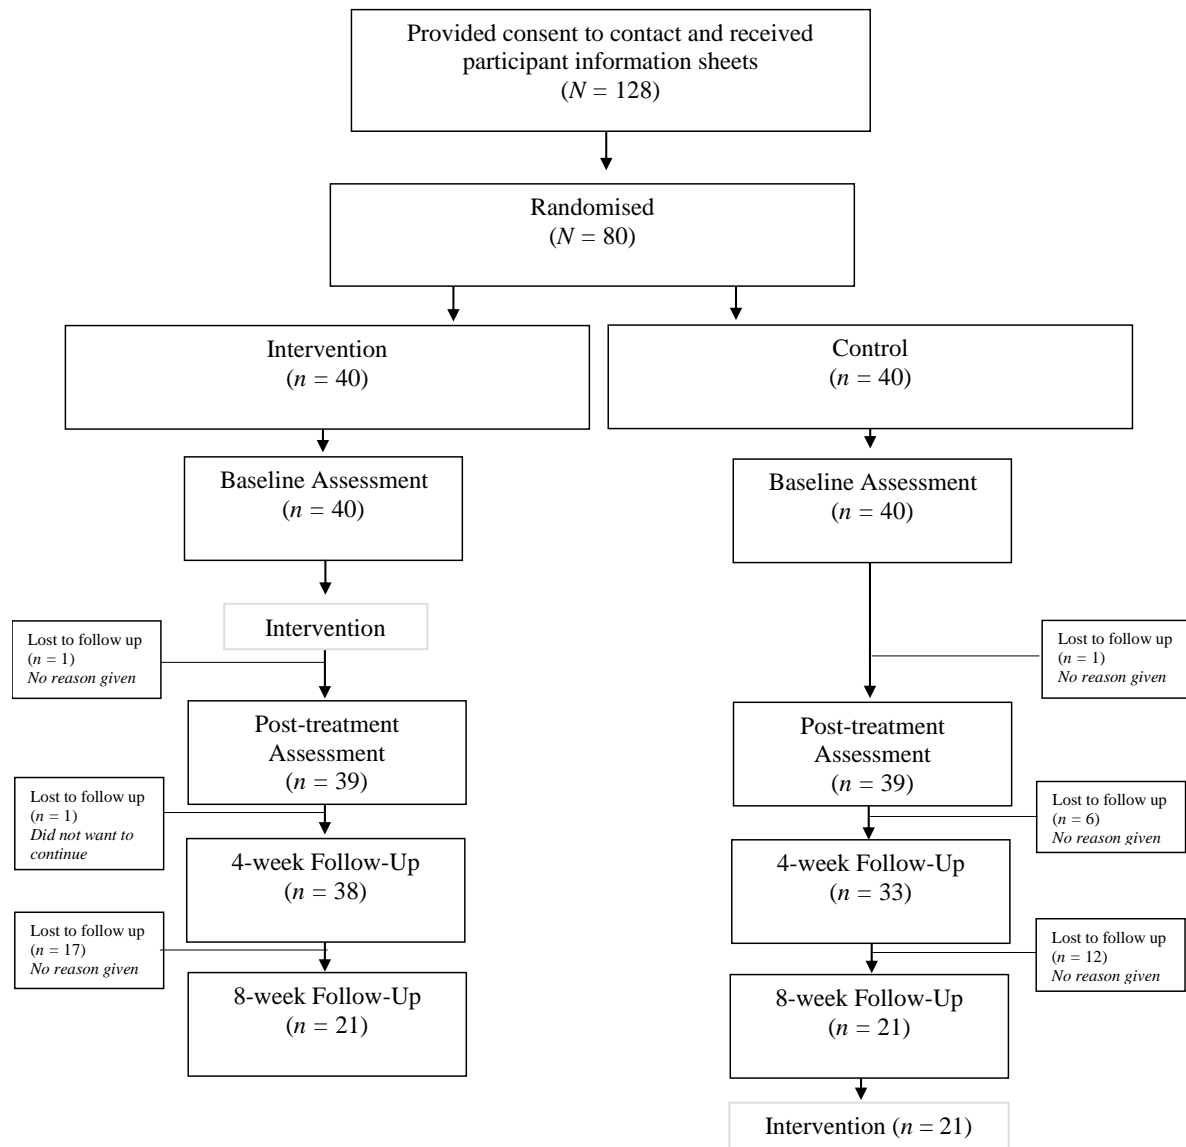 Provided consent to contact and received
participant information sheets
(N = 128)
Randomised
(N = 80)
Intervention
(n = 40)
Control
(n = 40)
Baseline Assessment
(n = 40)
Baseline Assessment
(n = 40)
Intervention
Lost to follow up
(n = 1)
No reason given
Lost to follow up
(n = 1)
No reason given
Post-treatment
Assessment
(n = 39)
Post-treatment
Assessment
(n = 39)
Lost to follow up
(n = 1)
Did not want to
continue
Lost to follow up
(n = 6)
No reason given
4-week Follow-Up
(n = 38)
4-week Follow-Up
(n = 33)
Lost to follow up
(n = 17)
No reason given
Lost to follow up
(n = 12)
No reason given
8-week Follow-Up
(n = 21)
8-week Follow-Up
(n = 21)
Intervention (n = 21)